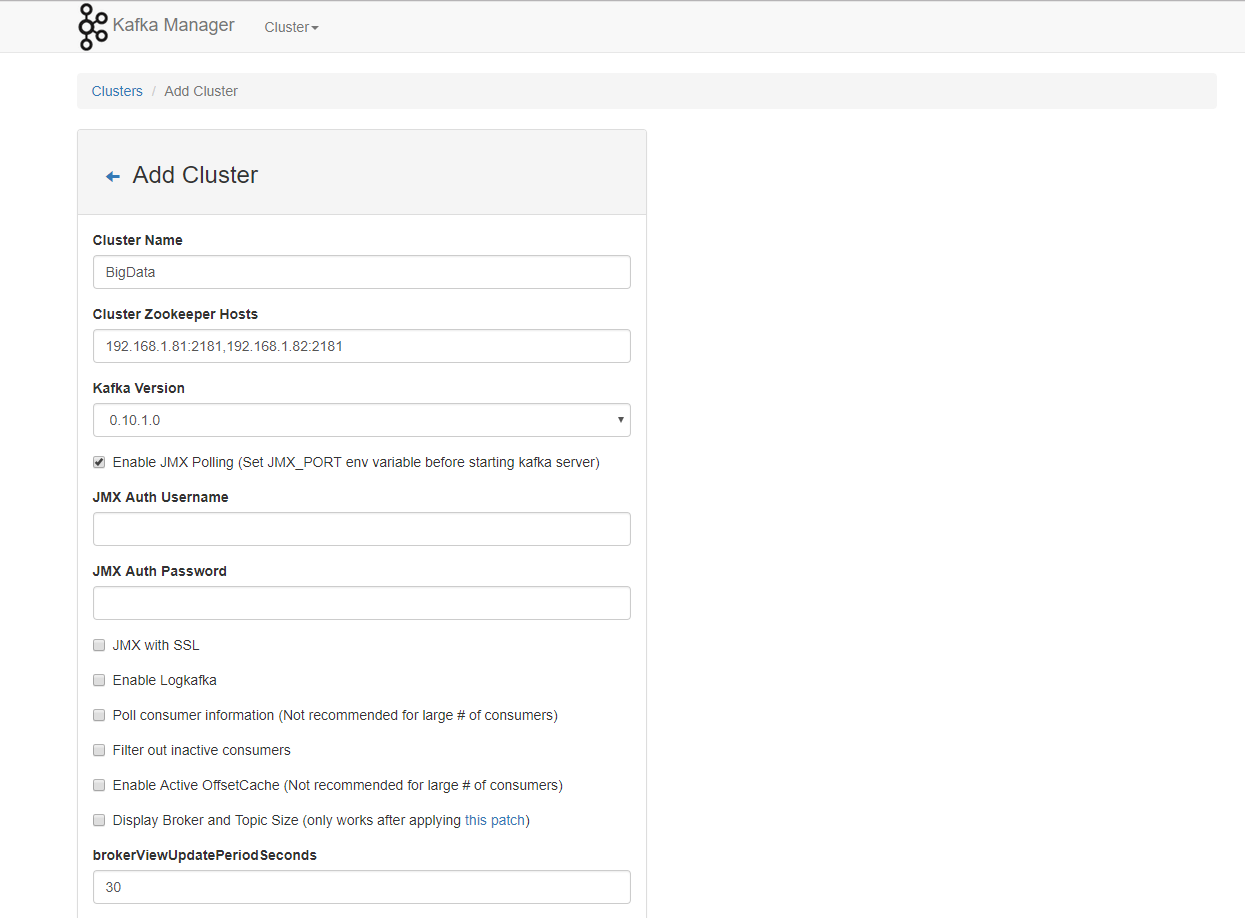 Kafka Manager Cluster
Clusters / Add Cluster
Add Cluster
Cluster Name
BigData
Cluster Zookeeper Hosts
192.168.1.81:2181,192.168.1.82:2181
Kafka Version
0.10.1.0
Enable JMX Polling (Set JMX_PORT env variable before starting kafka server)
JMX Auth Username
JMX Auth Password
JMX with SSL
Enable Logkafka
Poll consumer information (Not recommended for large # of consumers)
Filter out inactive consumers
Enable Active OffsetCache (Not recommended for large # of consumers)
Display Broker and Topic Size (only works after applying this patch)
brokerViewUpdatePeriodSeconds
30